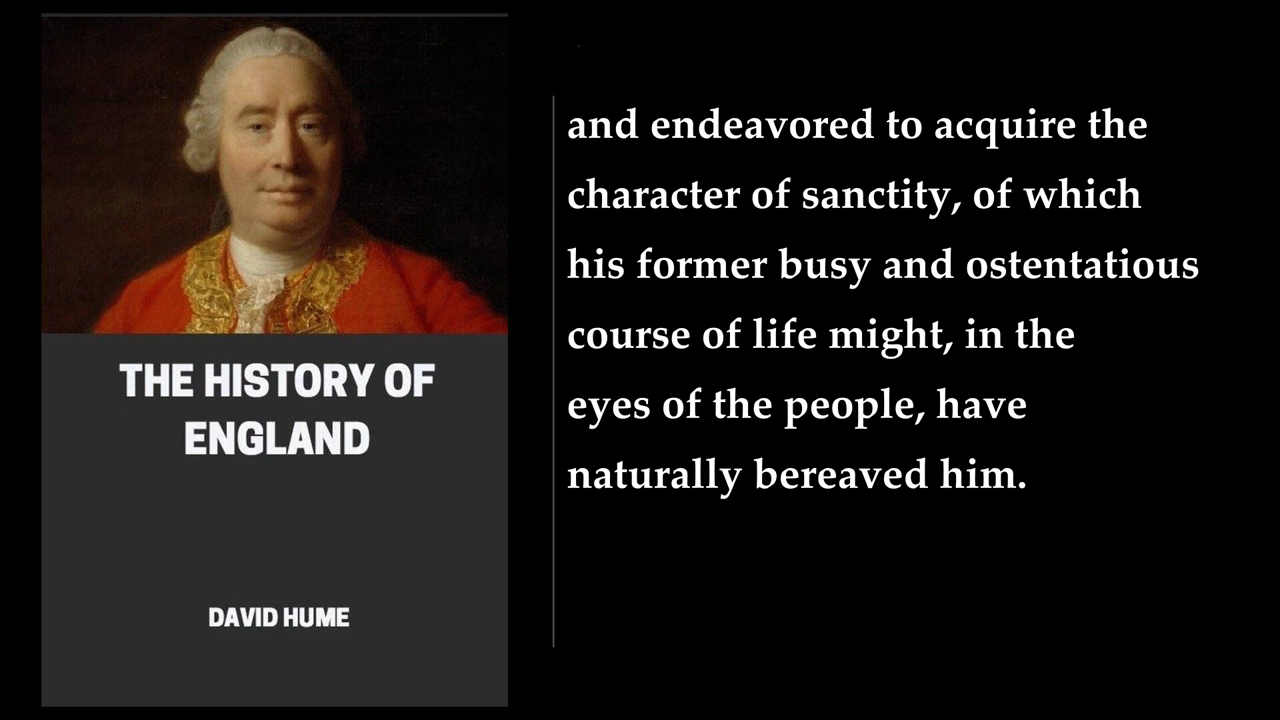 THE HISTORY OF
ENGLAND
DAVID HUME
and endeavored to acquire the
character of sanctity, of which
his former busy and ostentatious
course of life might, in the
eyes of the people, have
naturally bereaved him.